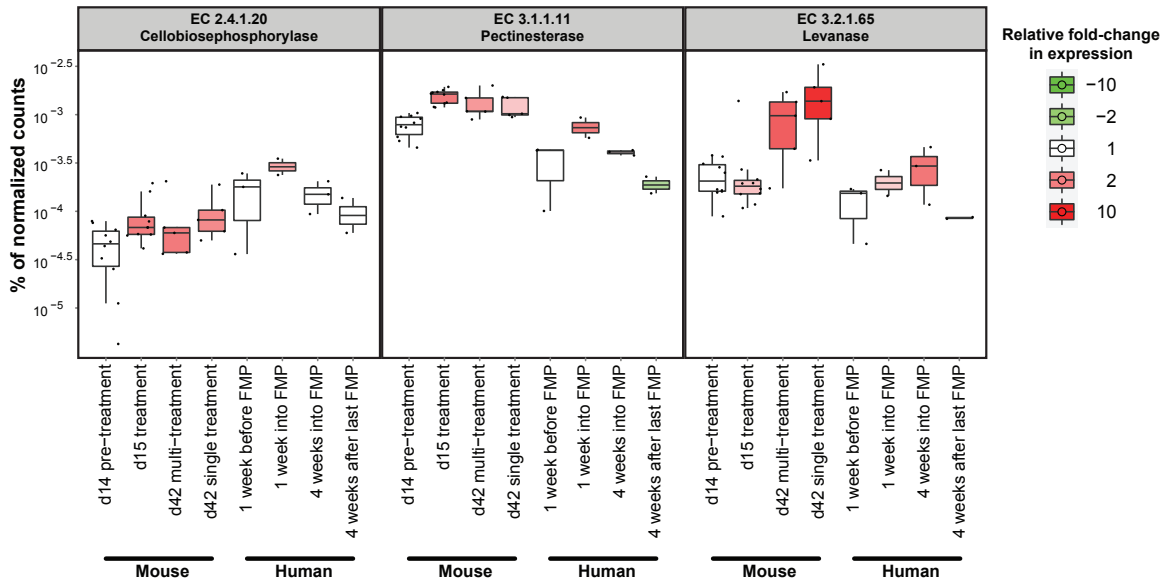 EC 2.4.1.20
Cellobiosephosphorylase
EC 3.1.1.11
Pectinesterase
EC 3.2.1.65
Levanase
% of normalized counts
10−2.5
10−3
10−3.5
10−4
10−4.5
10−5
d14 pre−treatment
d15 treatment
d42 multi−treatment
d42 single treatment
1 week before FMP
1 week into FMP
4 weeks into FMP
4 weeks after last FMP
d14 pre−treatment
d15 treatment
d42 multi−treatment
d42 single treatment
1 week before FMP
1 week into FMP
4 weeks into FMP
4 weeks after last FMP
d14 pre−treatment
d15 treatment
d42 multi−treatment
d42 single treatment
1 week before FMP
1 week into FMP
4 weeks into FMP
4 weeks after last FMP
Mouse
Human
Mouse
Human
Mouse
Human
Relative fold-change
in expression
−10
−2
1
2
10